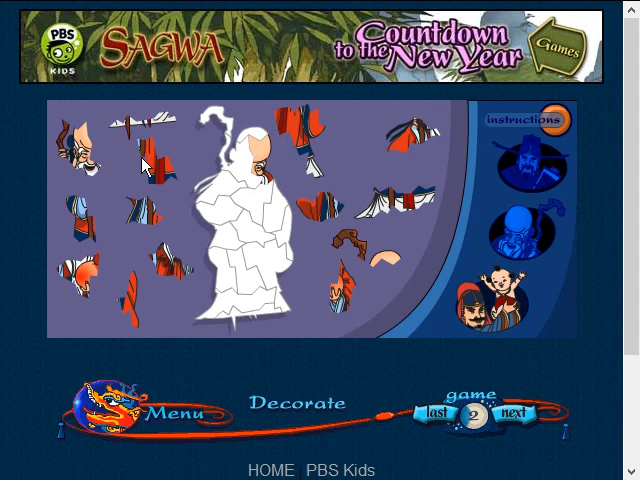 PBS
KIDS
SAGWA
Countdown
to the
New Year
Games
instructions
Menu
Decorate
game
last
2
next
HOME
PBS Kids